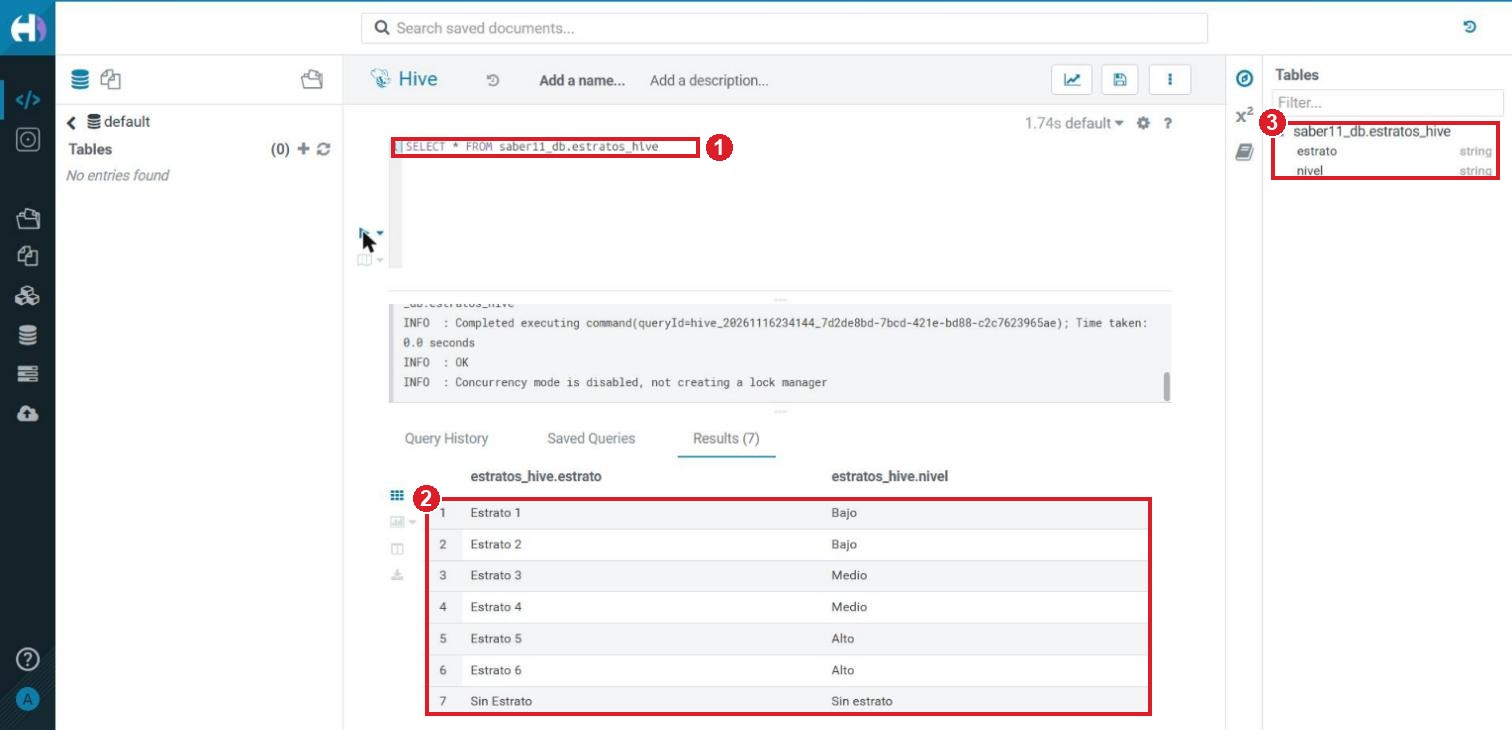 Search saved documents...
Hive
Add a name...
Add a description...
default
Tables
(0)
No entries found
1.74s default
?
1 SELECT * FROM saber11_db.estratos_hive
1
_db.estratos_hive
INFO : Completed executing command(queryId=hive_20261116234144_7d2de8bd-7bcd-421e-bd88-c2c7623965ae); Time taken:
0.0 seconds
INFO : OK
INFO : Concurrency mode is disabled, not creating a lock manager
Query History Saved Queries Results (7)
estratos_hive.estrato estratos_hive.nivel
2
1 Estrato 1 Bajo
2 Estrato 2 Bajo
3 Estrato 3 Medio
4 Estrato 4 Medio
5 Estrato 5 Alto
6 Estrato 6 Alto
7 Sin Estrato Sin estrato
Tables
Filter...
x²
3
saber11_db.estratos_hive
estrato string
nivel string
?
A